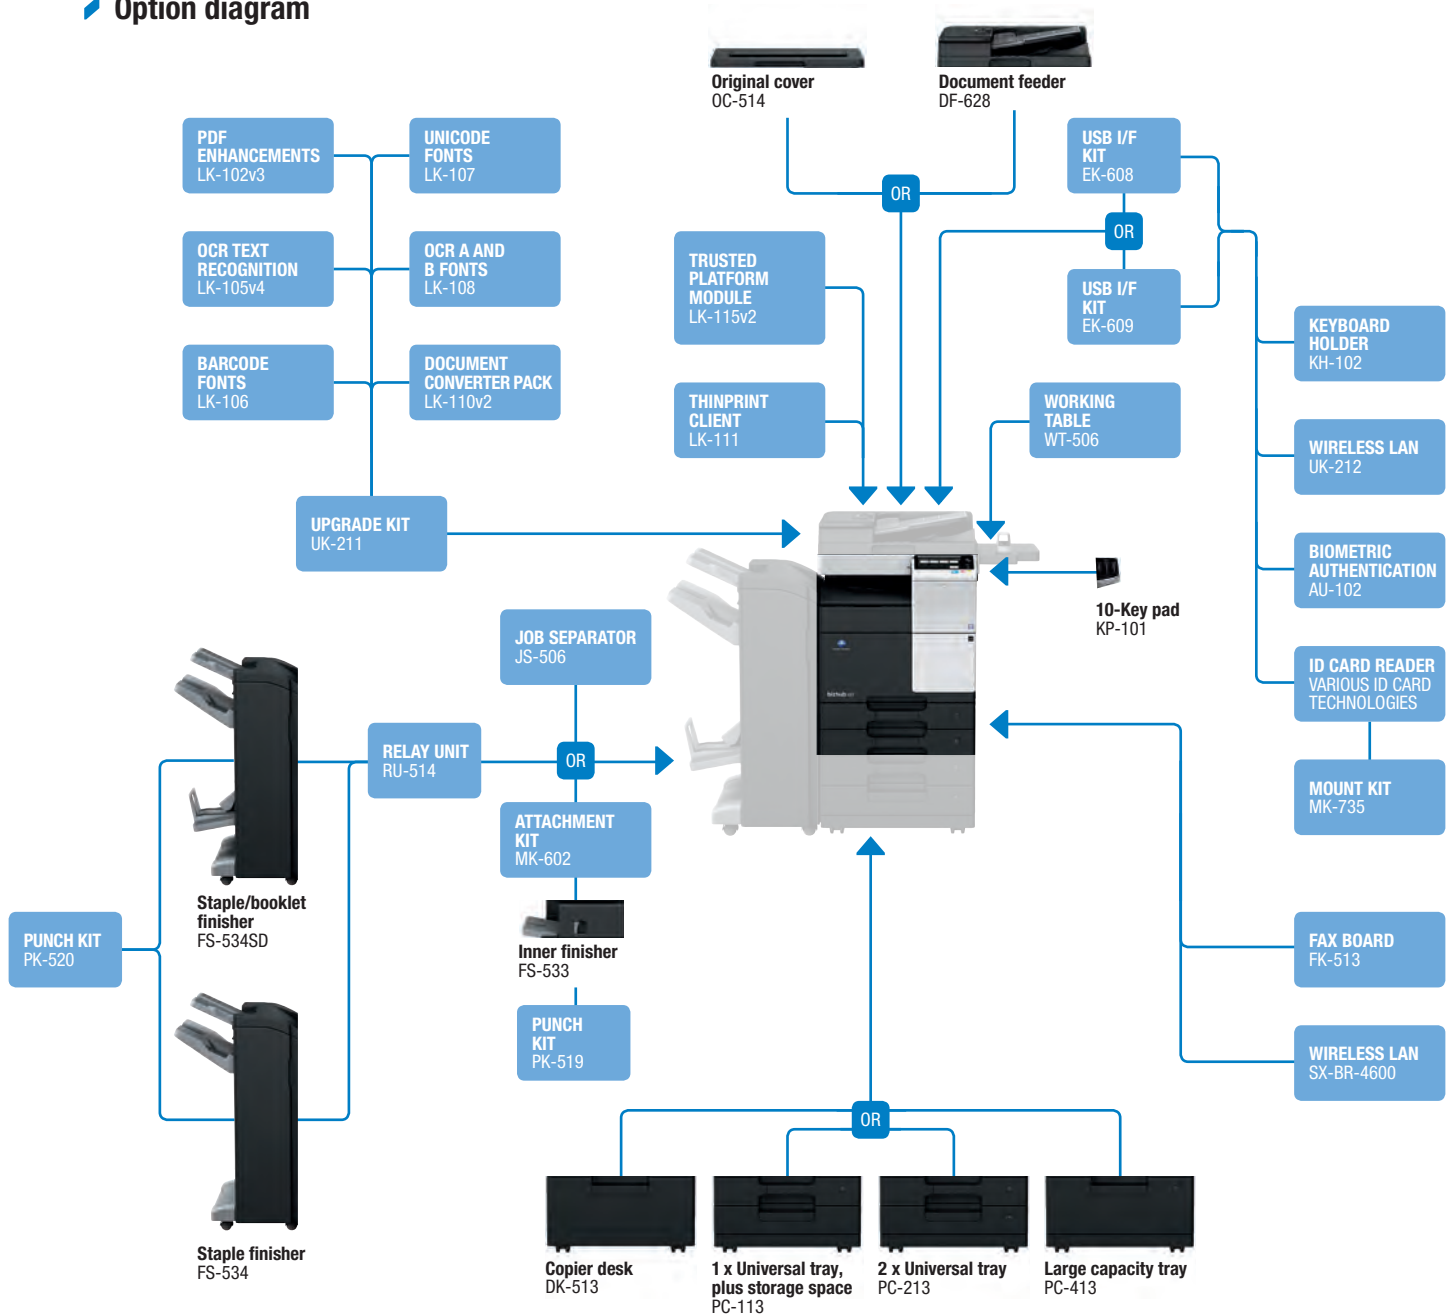 Option diagram
Original cover
OC-514
Document feeder
DF-628
PDF
ENHANCEMENTS
LK-102v3
UNICODE
FONTS
LK-107
USB I/F
KIT
EK-608
OR
OR
OCR TEXT
RECOGNITION
LK-105v4
OCR A AND
B FONTS
LK-108
TRUSTED
PLATFORM
MODULE
LK-115v2
USB I/F
KIT
EK-609
KEYBOARD
HOLDER
KH-102
BARCODE
FONTS
LK-106
DOCUMENT
CONVERTER PACK
LK-110v2
THINPRINT
CLIENT
LK-111
WORKING
TABLE
WT-506
WIRELESS LAN
UK-212
UPGRADE KIT
UK-211
BIOMETRIC
AUTHENTICATION
AU-102
10-Key pad
KP-101
JOB SEPARATOR
JS-506
ID CARD READER
VARIOUS ID CARD
TECHNOLOGIES
bizhub
RELAY UNIT
RU-514
OR
MOUNT KIT
MK-735
ATTACHMENT
KIT
MK-602
Staple/booklet
finisher
FS-534SD
PUNCH KIT
PK-520
Inner finisher
FS-533
FAX BOARD
FK-513
PUNCH
KIT
PK-519
WIRELESS LAN
SX-BR-4600
OR
Staple finisher
FS-534
Copier desk
DK-513
1 x Universal tray,
plus storage space
PC-113
2 x Universal tray
PC-213
Large capacity tray
PC-413